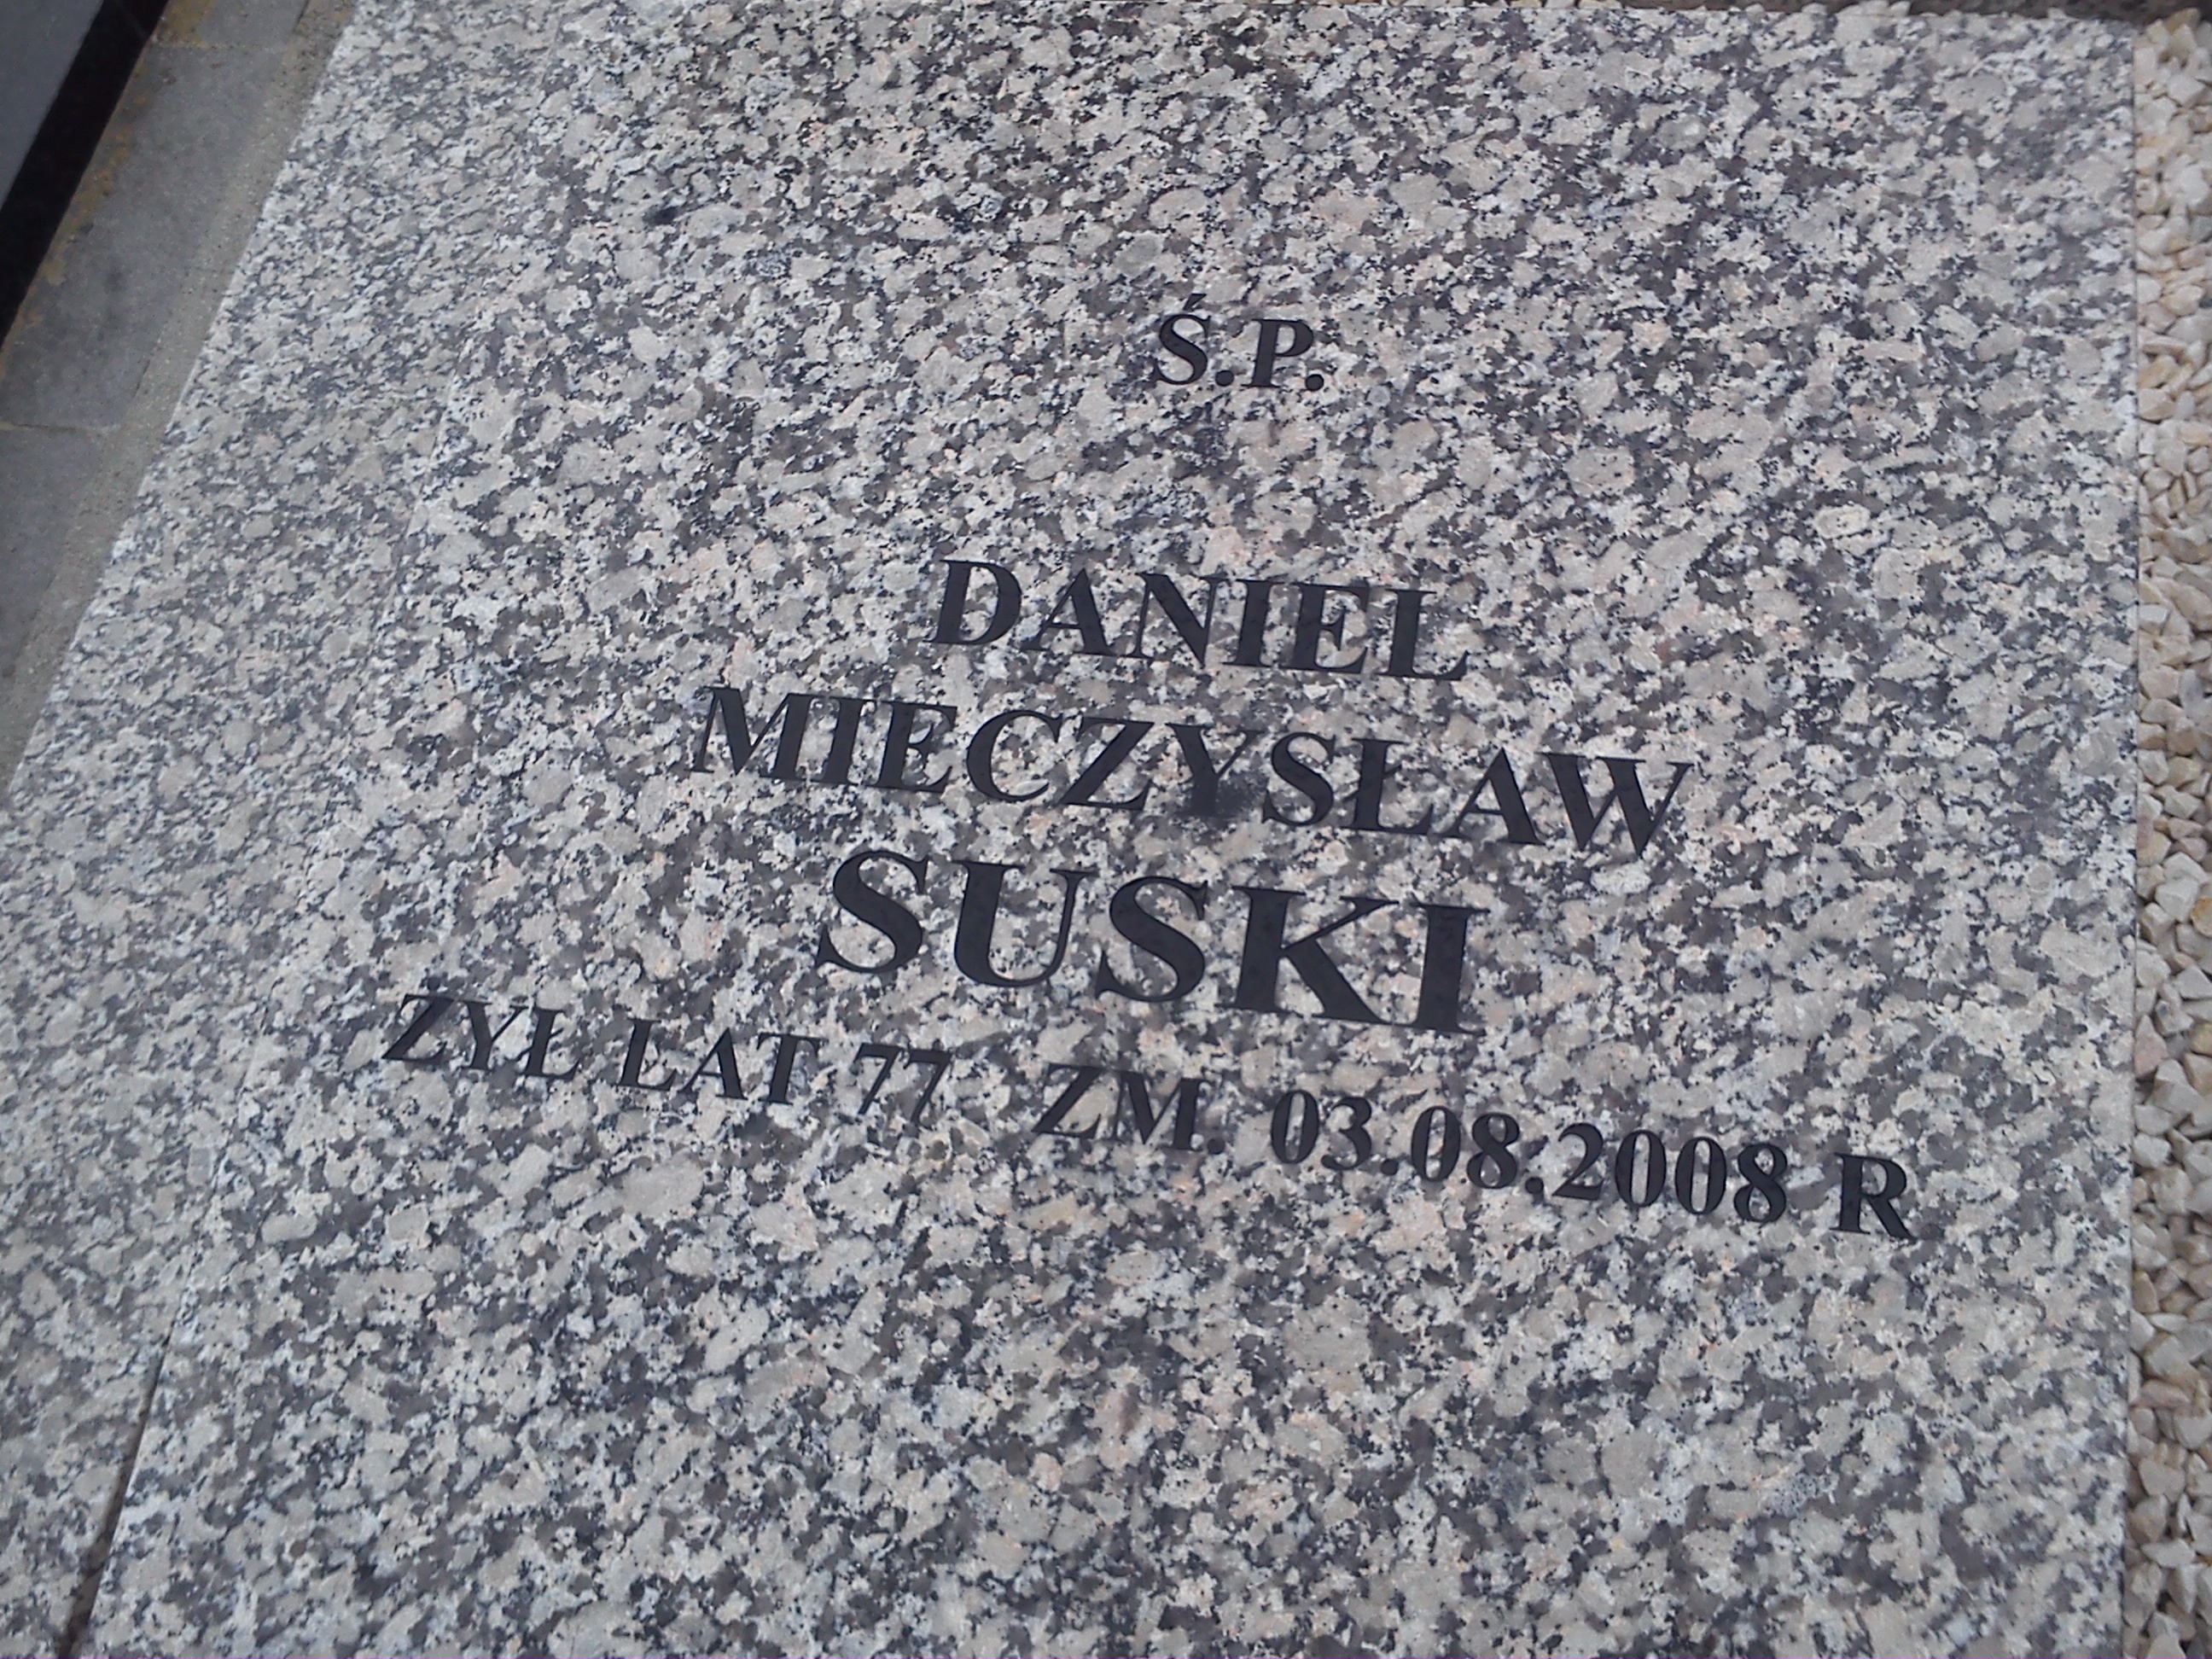 Ś.P.
DANIEL
MIECZYSŁAW
SUSKI
ŻYŁ LAT 77 ZM. 03.08.2008 R